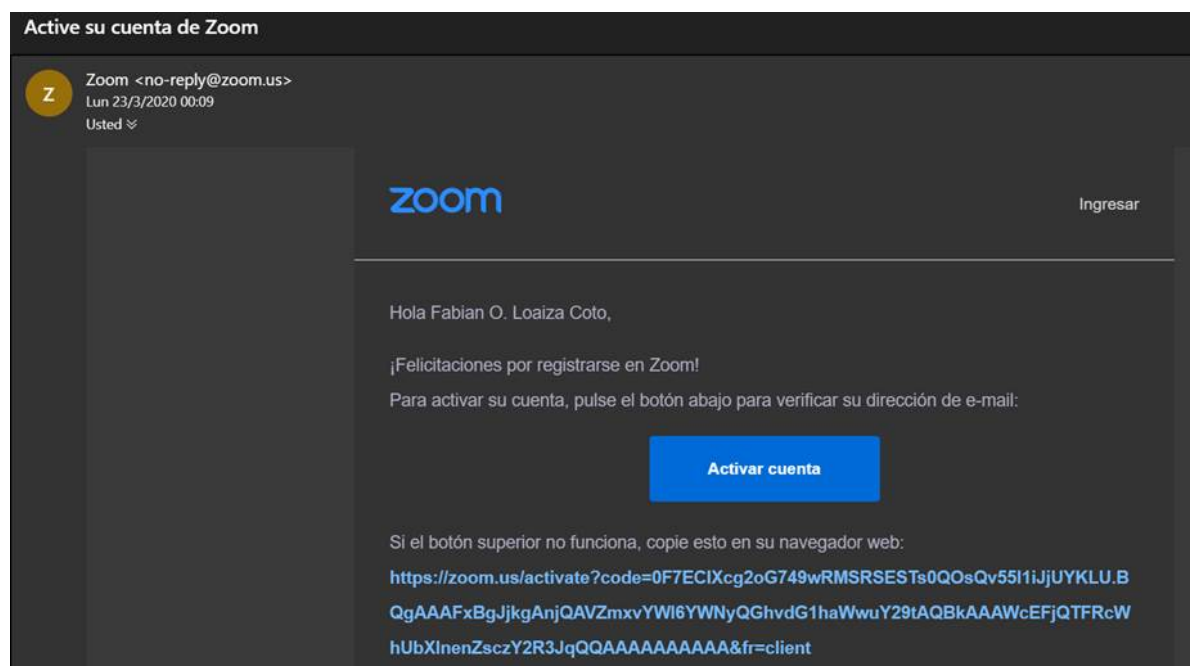 Active su cuenta de Zoom
Z
Zoom <no-reply@zoom.us>
Lun 23/3/2020 00:09
Usted
zoom
Ingresar
Hola Fabian O. Loaiza Coto,
¡Felicitaciones por registrarse en Zoom!
Para activar su cuenta, pulse el botón abajo para verificar su dirección de e-mail:
Activar cuenta
Si el botón superior no funciona, copie esto en su navegador web:
https://zoom.us/activate?code=0F7ECIXcg2oG749wRMSRSESTs0QOsQv55I1iJjUYKLU.B
QgAAAFxBgJjkgAnjQAVZmxvYWI6YWNyQGhvdG1haWwuY29tAQBkAAAWcEFjQTFRcW
hUbXlnenZsczY2R3JqQQAAAAAAAAAA&fr=client